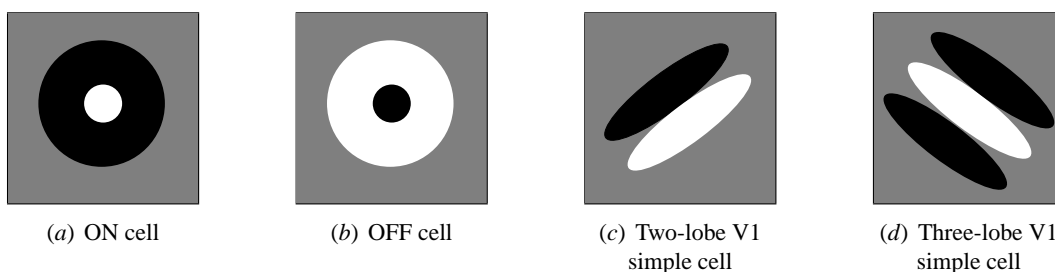 (a) ON cell
(b) OFF cell
(c) Two-lobe V1
simple cell
(d) Three-lobe V1
simple cell